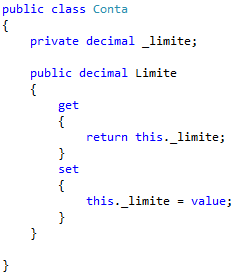 public class Conta
{
    private decimal _limite;

    public decimal Limite
    {
        get
        {
            return this._limite;
        }
        set
        {
            this._limite = value;
        }
    }

}